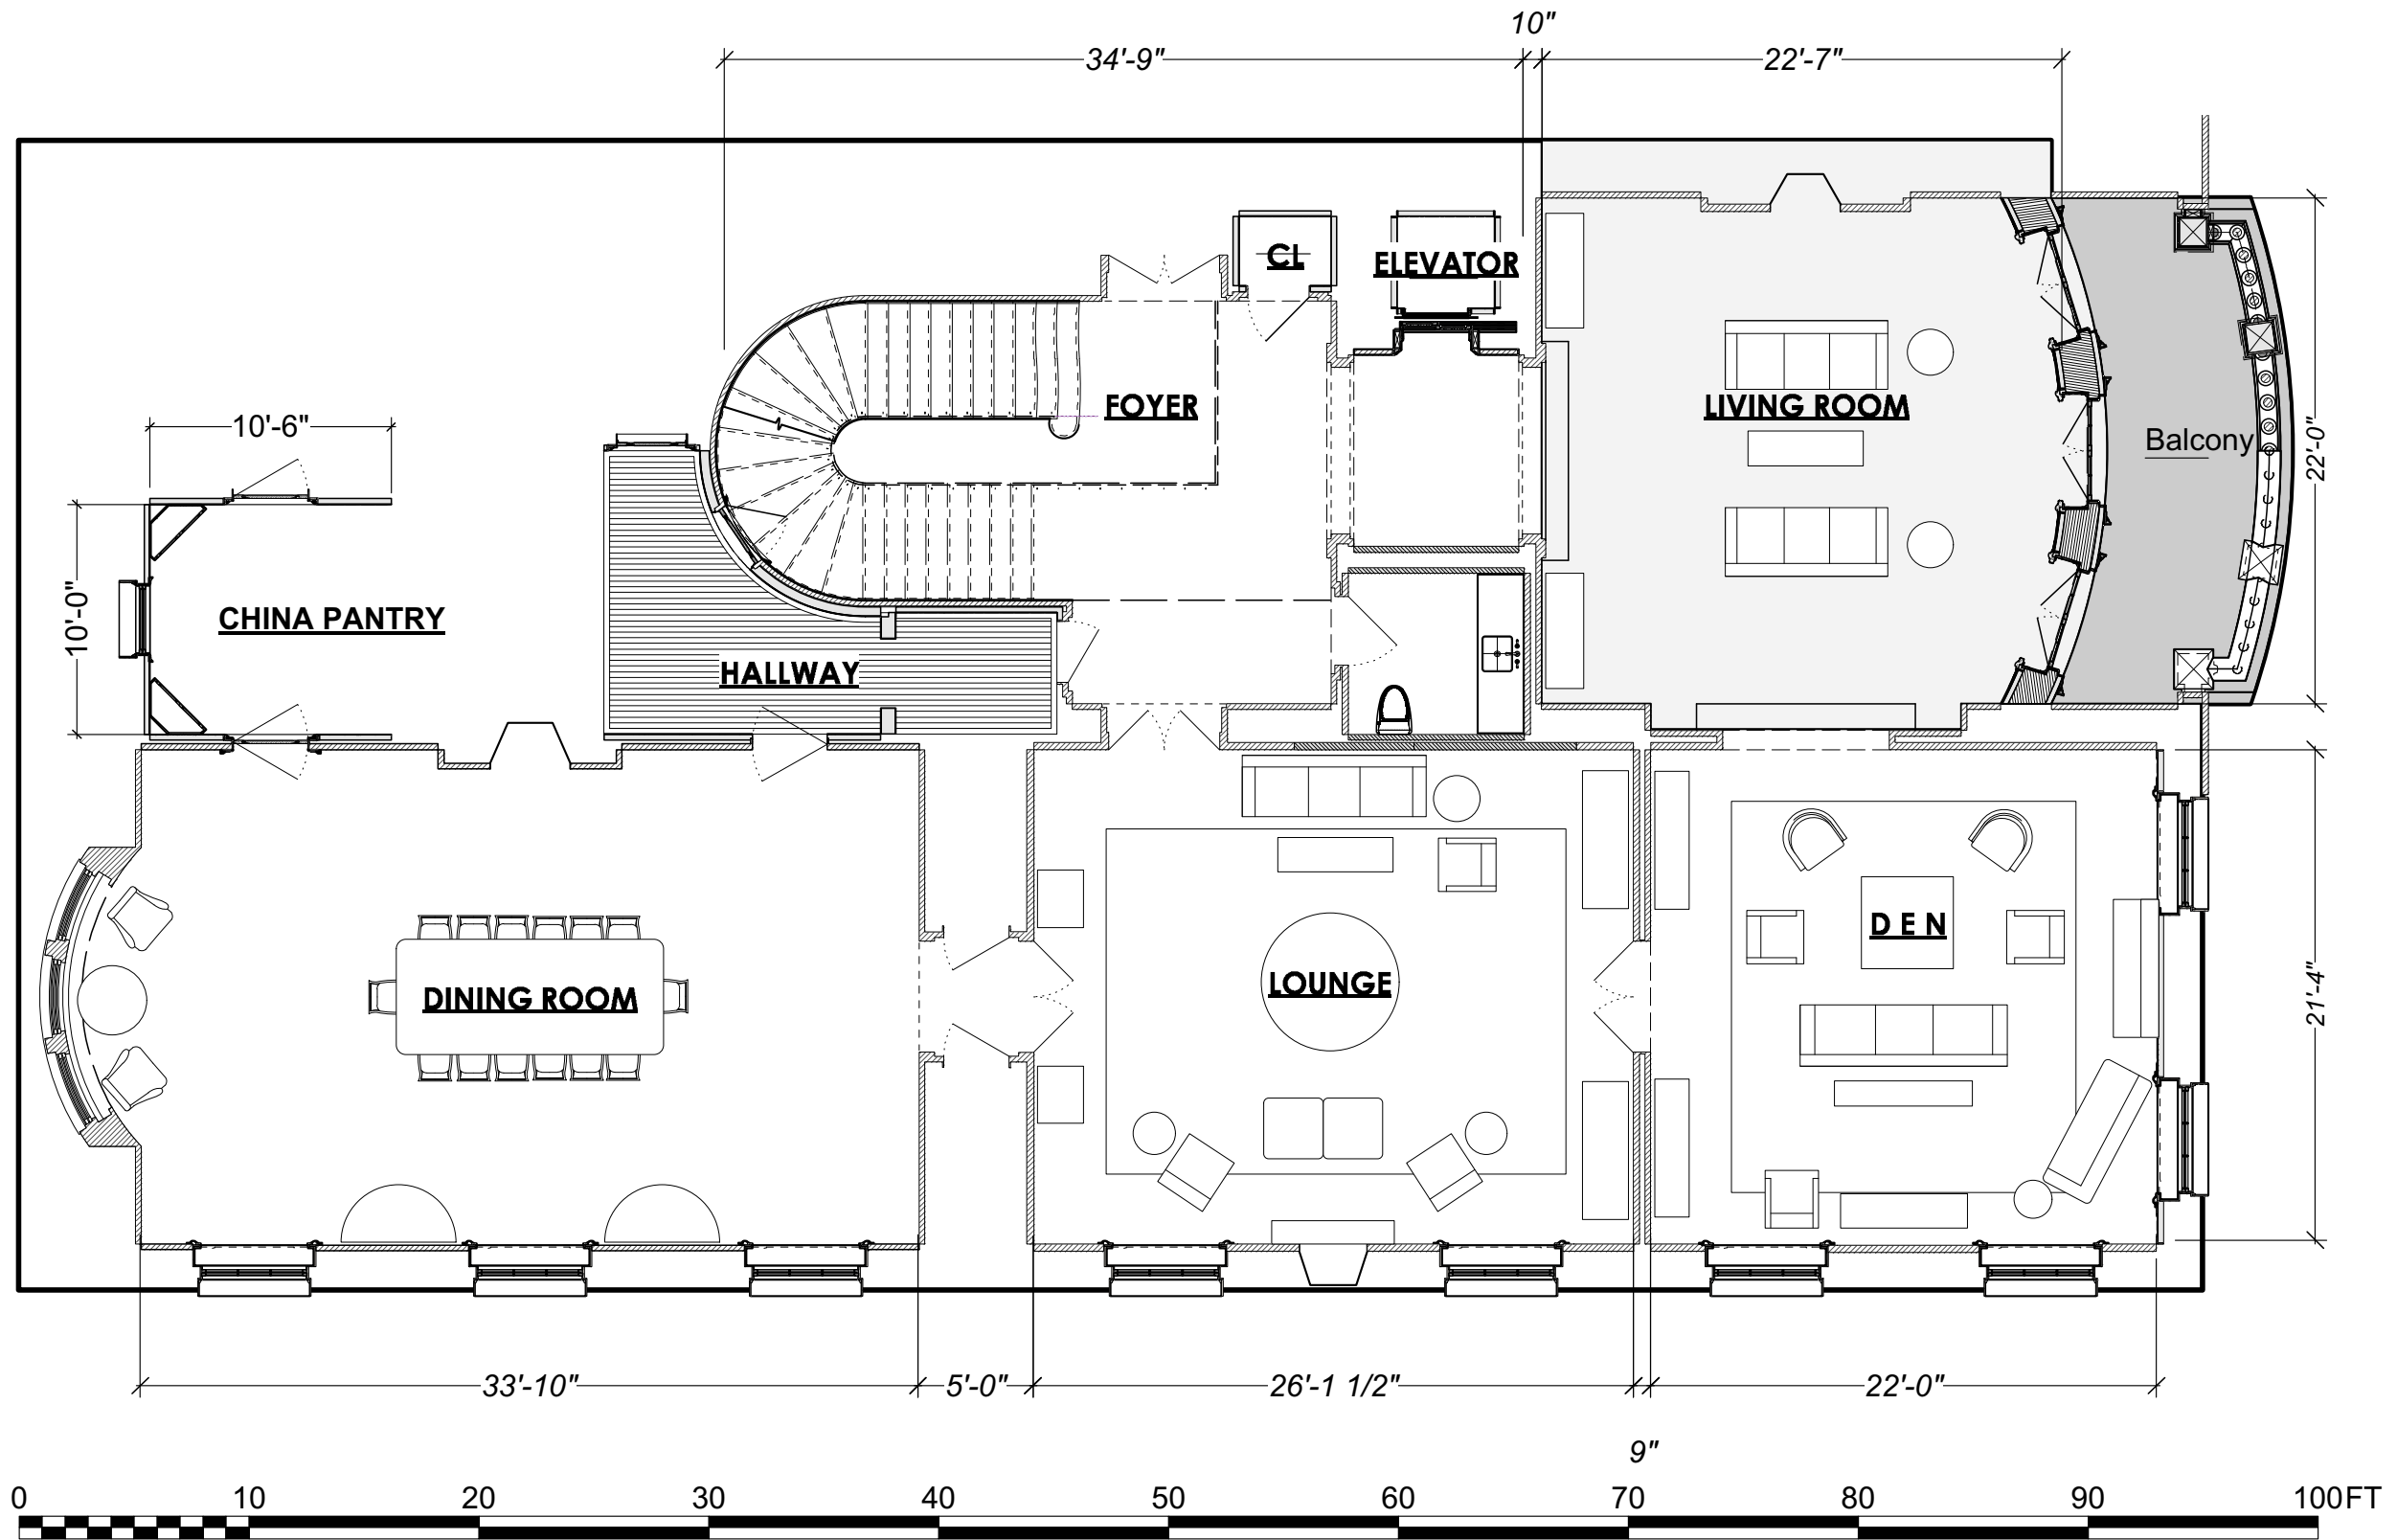 10"
34'-9"
22'-7"
CL
ELEVATOR
FOYER
LIVING ROOM
10'-6"
Balcony
22'-0"
10'-0"
CHINA PANTRY
HALLWAY
D E N
21'-4"
DINING ROOM
LOUNGE
33'-10"
5'-0"
26'-1 1/2"
22'-0"
9"
0 10 20 30 40 50 60 70 80 90 100FT